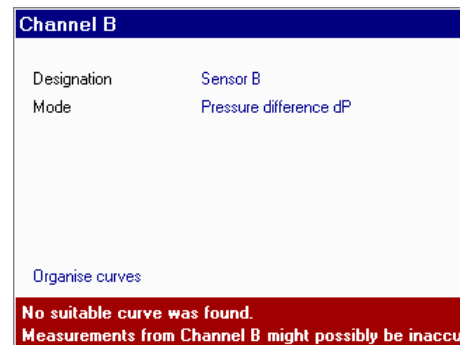 Channel B
Designation Sensor B
Mode Pressure difference dP
Organise curves
No suitable curve was found.
Measurements from Channel B might possibly be inaccu